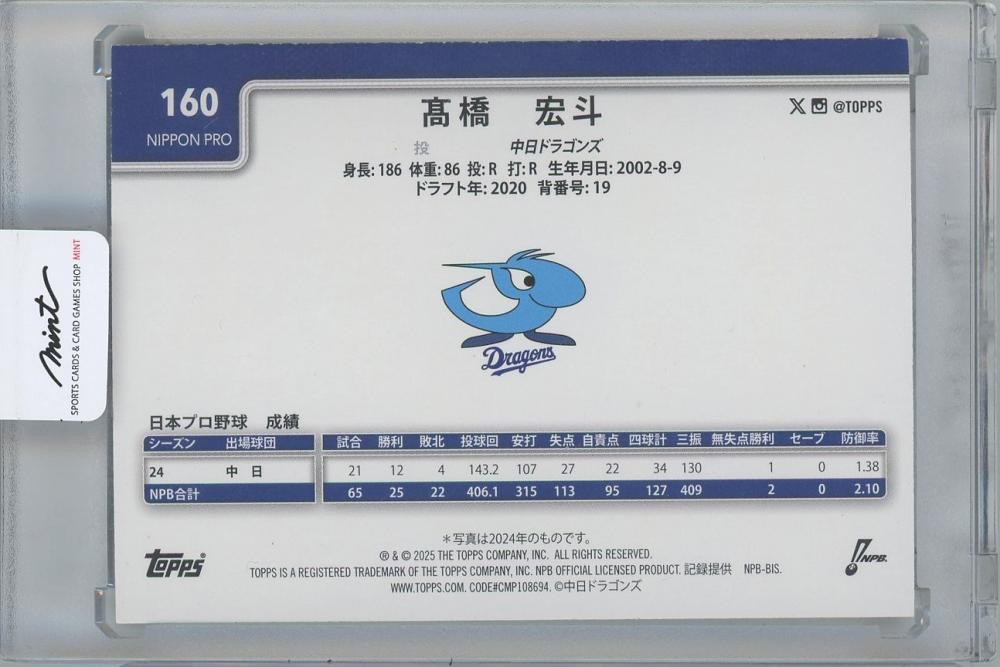 160
NIPPON PRO
髙橋 宏斗
@TOPPS
投 中日ドラゴンズ
身長: 186 体重: 86 投: R 打: R 生年月日: 2002-8-9
ドラフト年: 2020 背番号: 19
mint
SPORTS CARDS & CARD GAMES SHOP MINT
Dragons
日本プロ野球 成績
シーズン 出場球団 試合 勝利 敗北 投球回 安打 失点 自責点 四球計 三振 無失点勝利 セーブ 防御率
24 中 日 21 12 4 143.2 107 27 22 34 130 1 0 1.38
NPB合計 65 25 22 406.1 315 113 95 127 409 2 0 2.10
＊写真は2024年のものです。
® & © 2025 THE TOPPS COMPANY, INC. ALL RIGHTS RESERVED.
TOPPS IS A REGISTERED TRADEMARK OF THE TOPPS COMPANY, INC. NPB OFFICIAL LICENSED PRODUCT. 記録提供 NPB-BIS.
WWW.TOPPS.COM. CODE#CMP108694. ©中日ドラゴンズ
topps®
NPB.